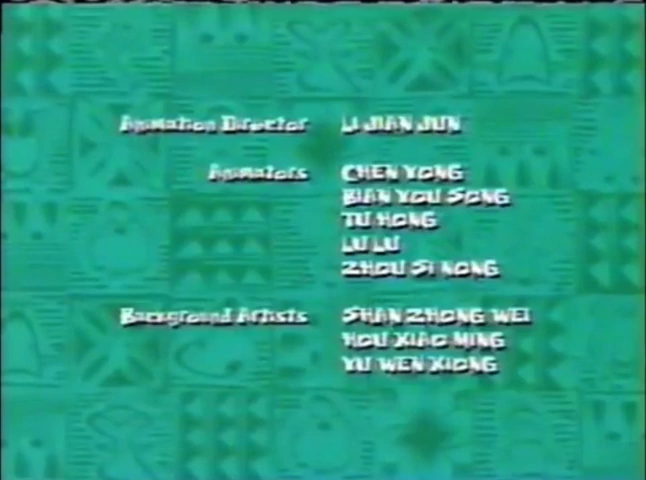 Animation Director LI JIAN JUN
Animators CHEN YONG
BIAN YOU SONG
TU HONG
LU LU
ZHOU SI NONG
Background Artists SHAN ZHONG WEI
HOU XIAO MING
YU WEN XIONG